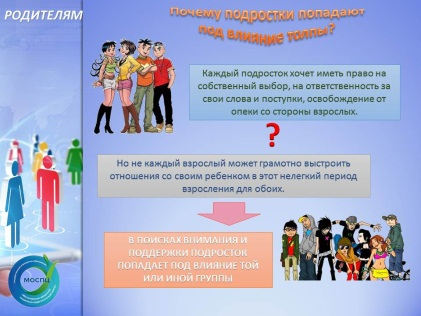 РОДИТЕЛЯМ
Почему подростки попадают
под влияние толпы?
Каждый подросток хочет иметь право на
собственный выбор, на ответственность за
свои слова и поступки, освобождение от
опеки со стороны взрослых.
?
Но не каждый взрослый может грамотно выстроить
отношения со своим ребенком в этот нелегкий период
взросления для обоих.
В ПОИСКАХ ВНИМАНИЯ И
ПОДДЕРЖКИ ПОДРОСТОК
ПОПАДАЕТ ПОД ВЛИЯНИЕ ТОЙ
ИЛИ ИНОЙ ГРУППЫ
МОСПЦ